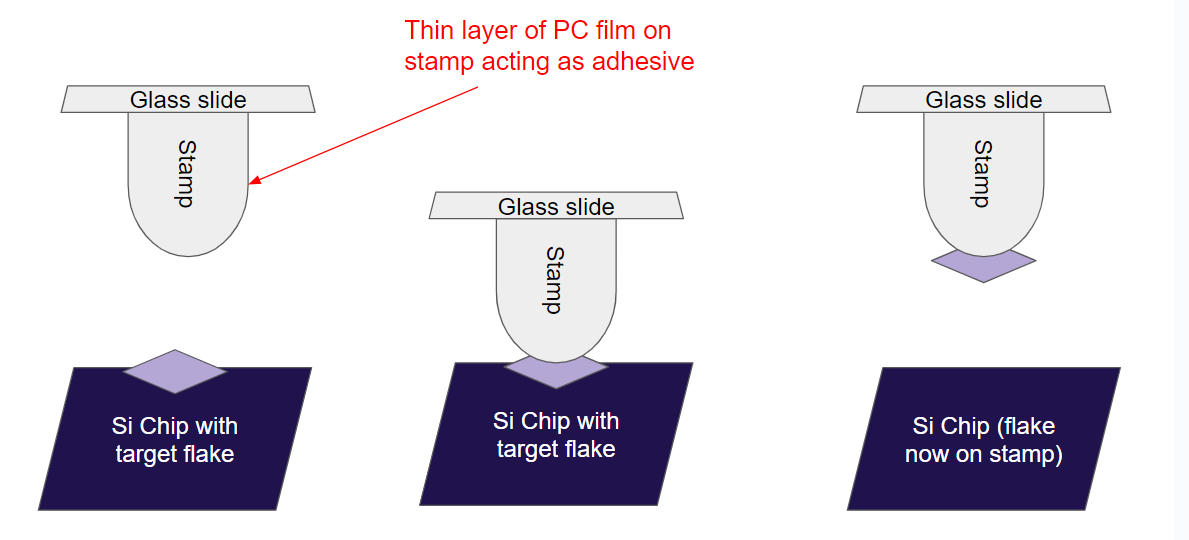 Thin layer of PC film on
stamp acting as adhesive
Glass slide
Stamp
Si Chip with
target flake
Glass slide
Stamp
Si Chip with
target flake
Glass slide
Stamp
Si Chip (flake
now on stamp)